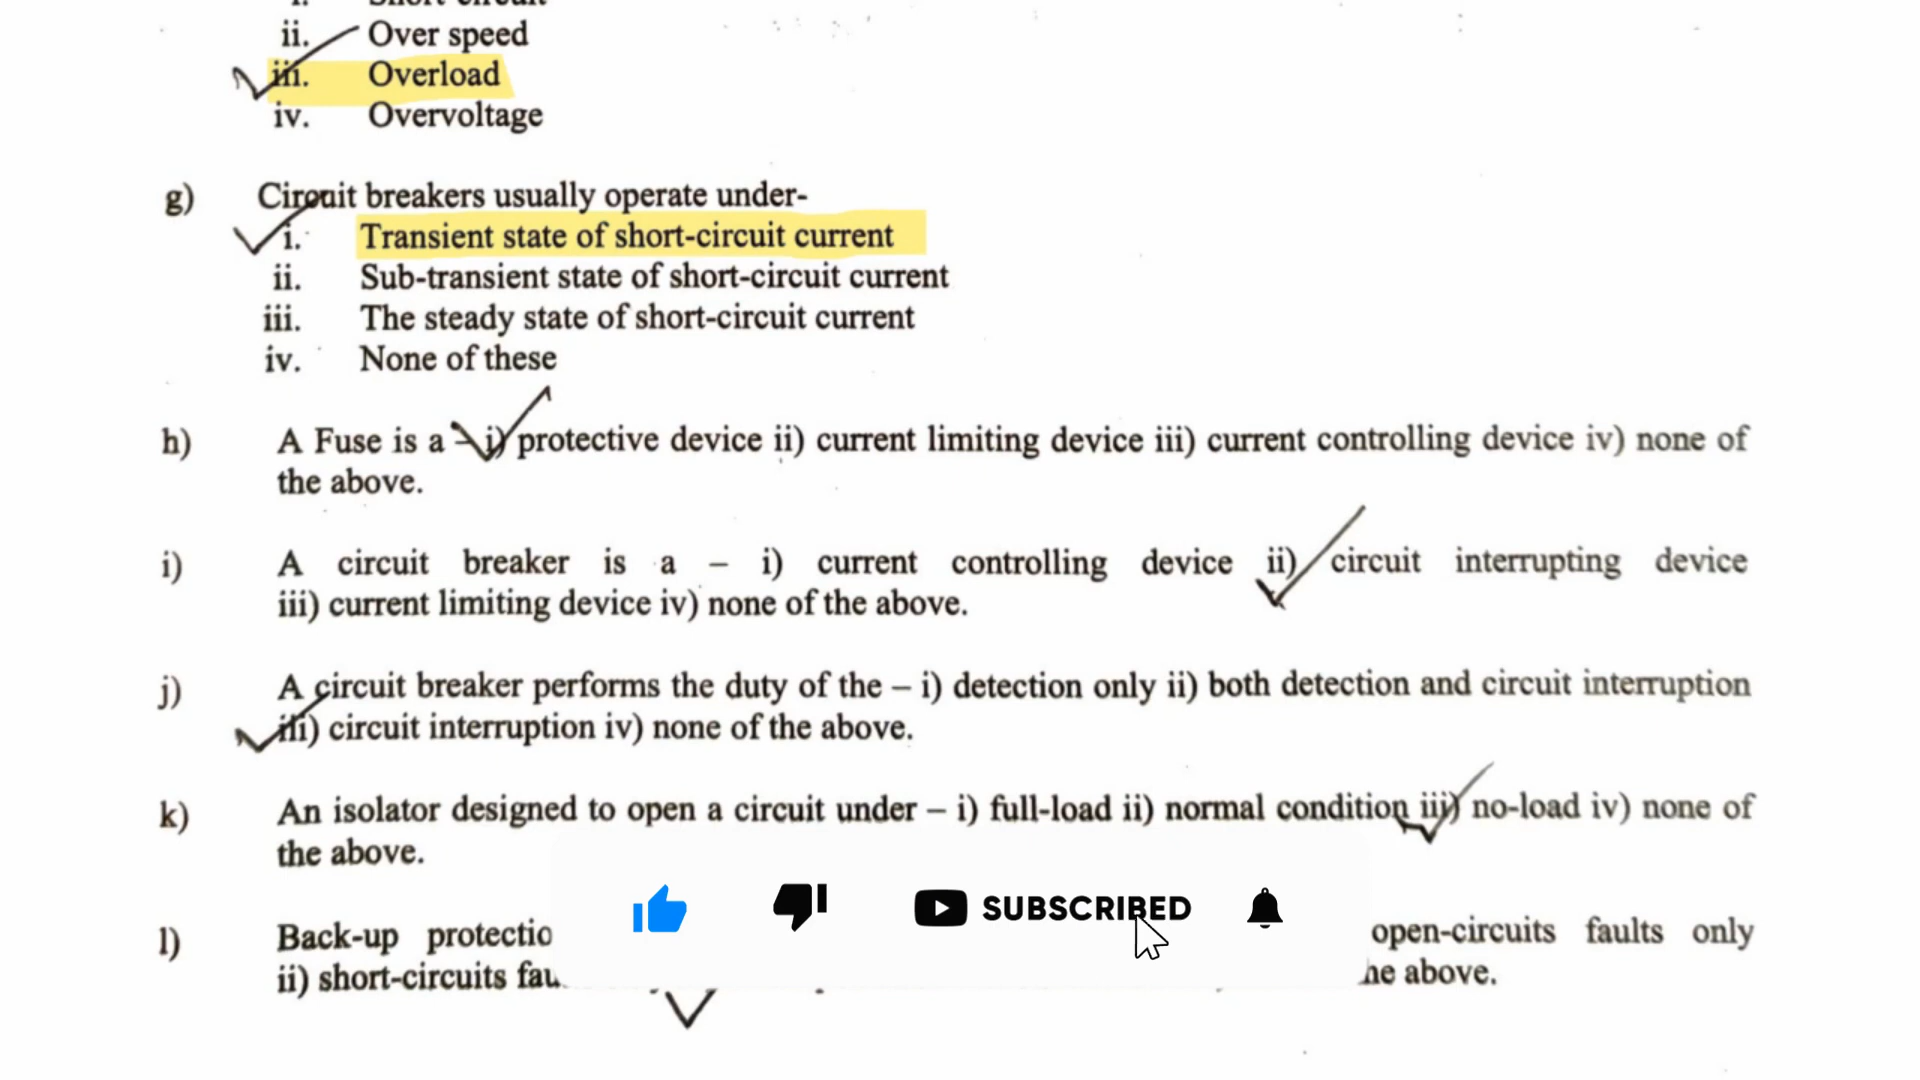 i. Short-circuit
ii. Over speed
iii. Overload
iv. Overvoltage
g) Circuit breakers usually operate under-
i. Transient state of short-circuit current
ii. Sub-transient state of short-circuit current
iii. The steady state of short-circuit current
iv. None of these
h) A Fuse is a – i) protective device ii) current limiting device iii) current controlling device iv) none of
the above.
i) A circuit breaker is a – i) current controlling device ii) circuit interrupting device
iii) current limiting device iv) none of the above.
j) A circuit breaker performs the duty of the – i) detection only ii) both detection and circuit interruption
iii) circuit interruption iv) none of the above.
k) An isolator designed to open a circuit under – i) full-load ii) normal condition iii) no-load iv) none of
the above.
SUBSCRIBED
l) Back-up protectio open-circuits faults only
ii) short-circuits fau he above.